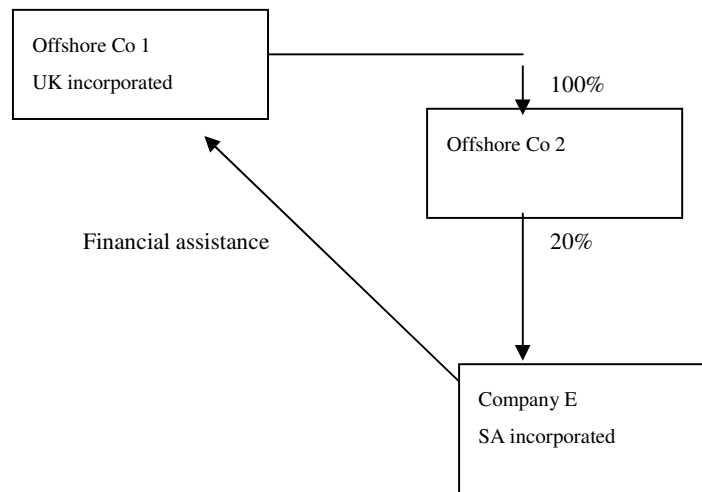 Offshore Co 1
UK incorporated
100%
Offshore Co 2
Financial assistance
20%
Company E
SA incorporated